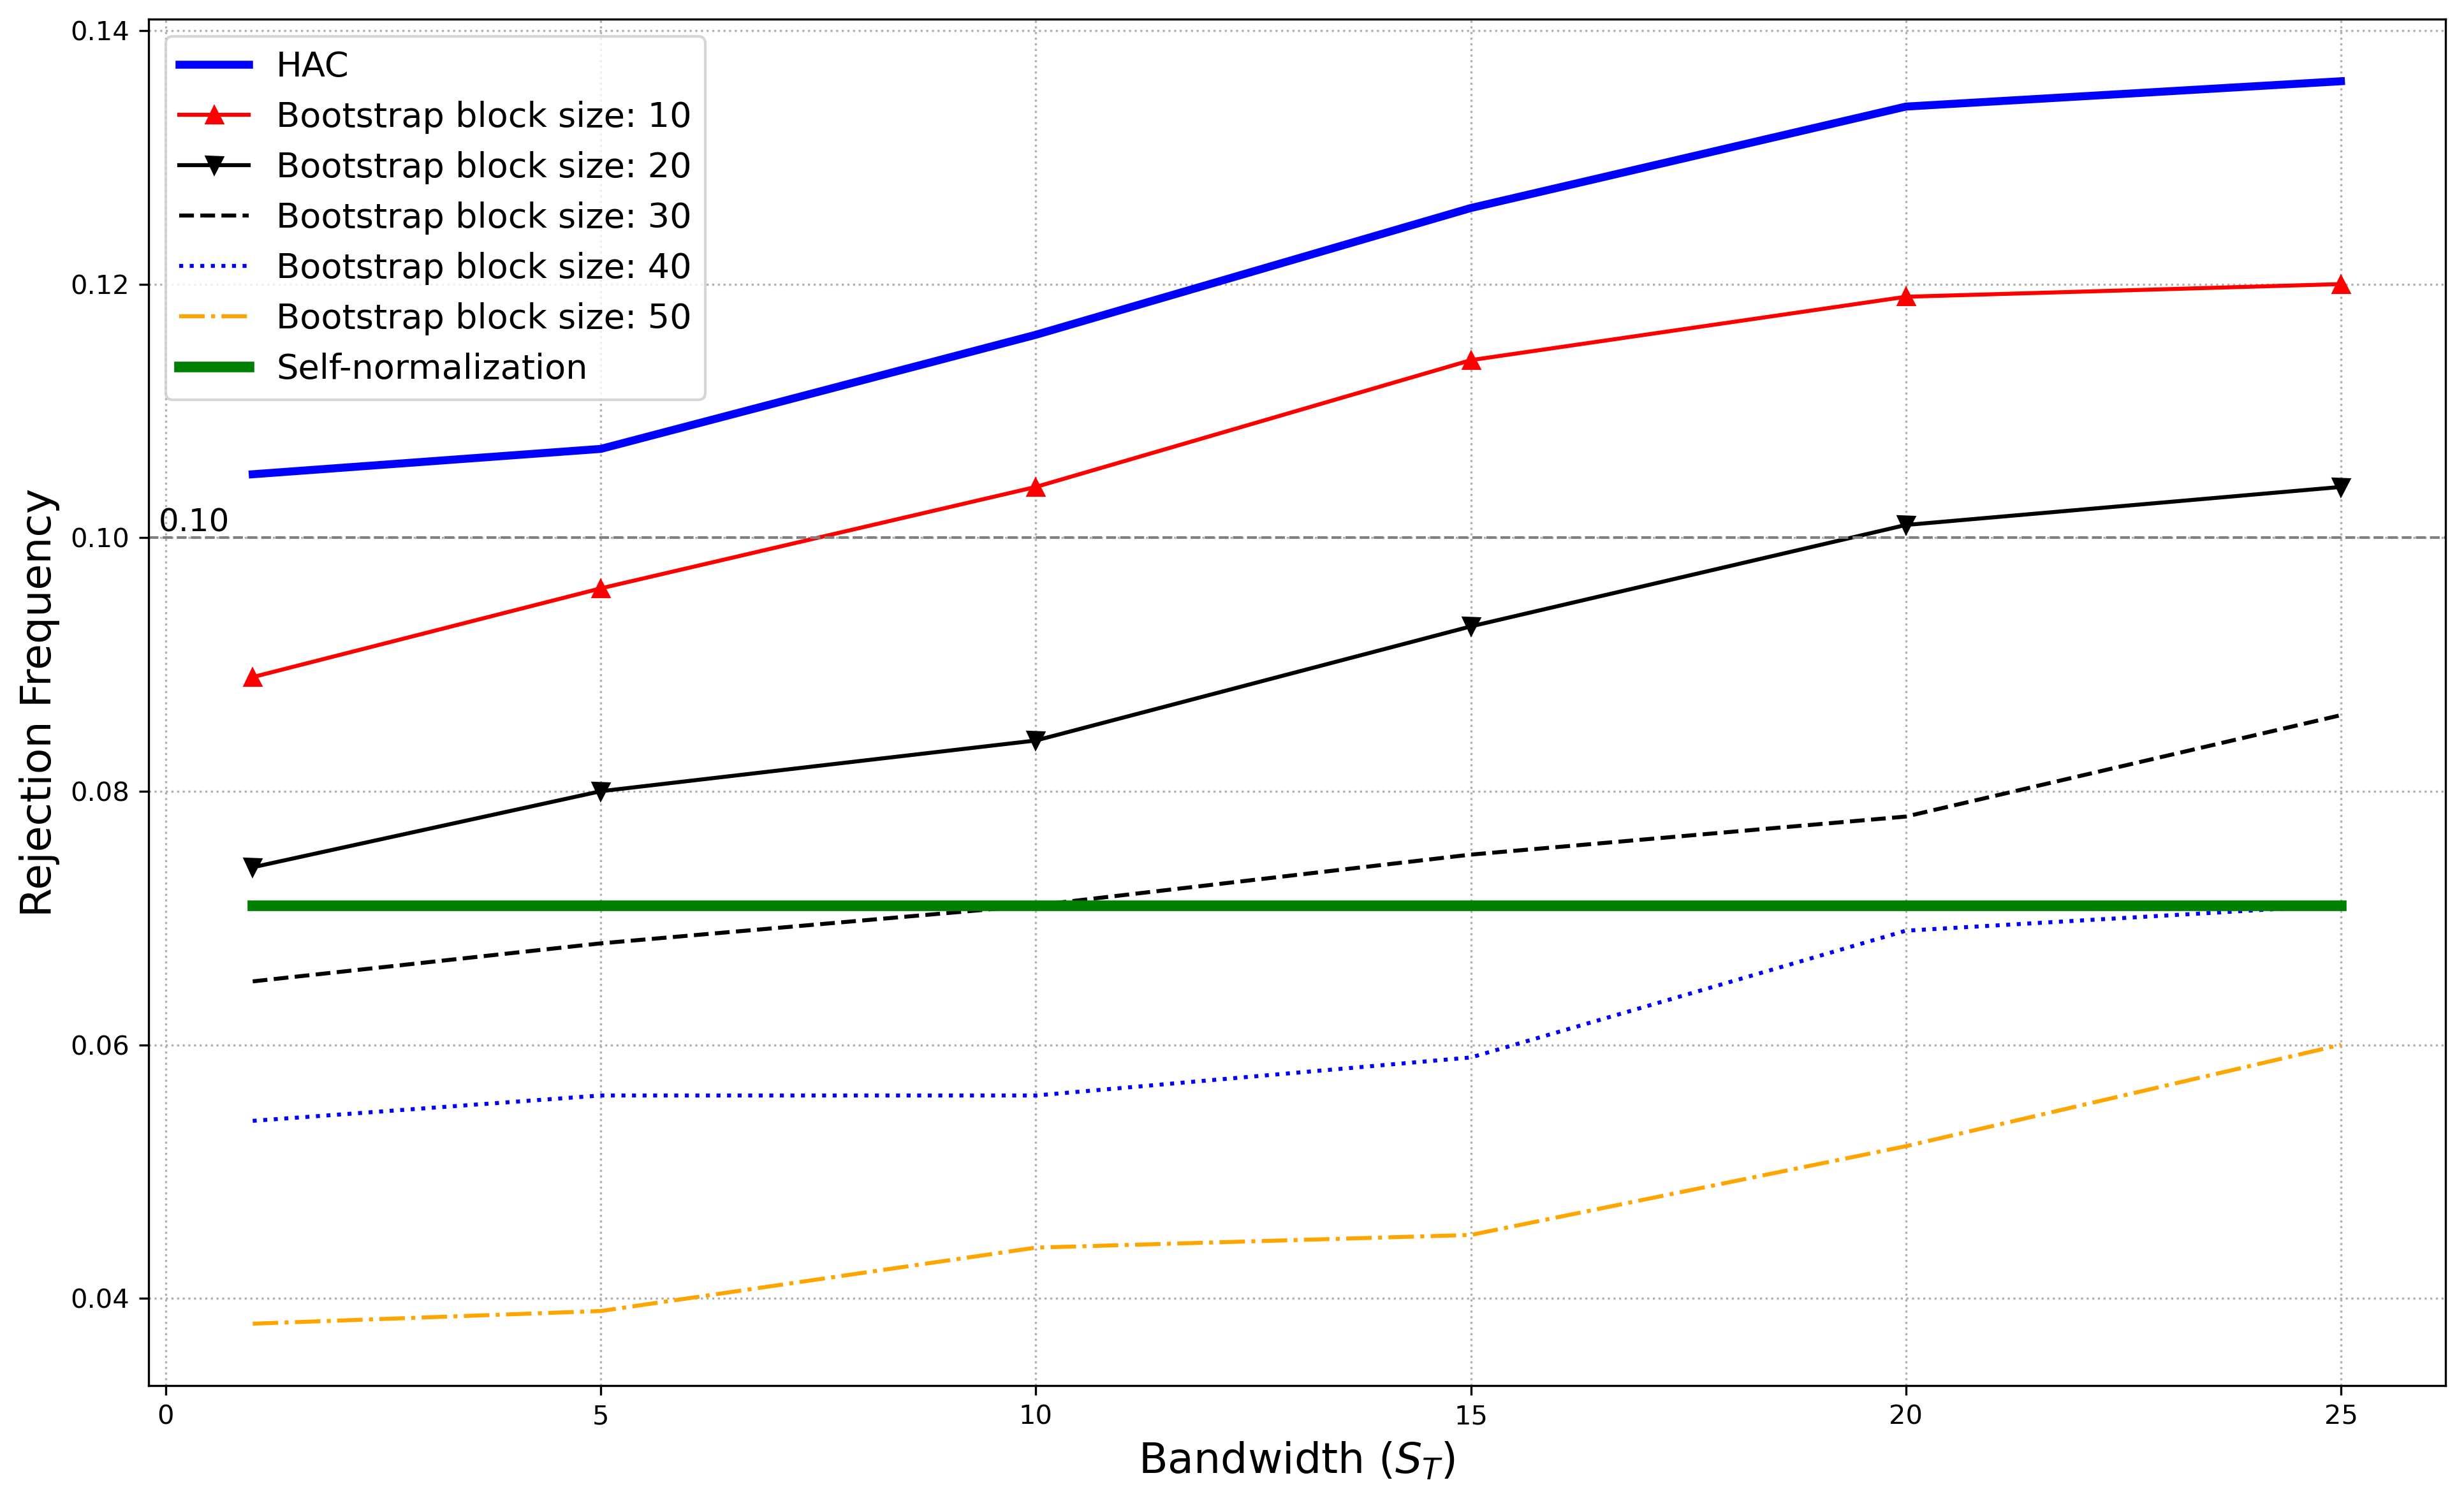 0.14
0.12
0.10
0.08
0.06
0.04
Rejection Frequency
HAC
Bootstrap block size: 10
Bootstrap block size: 20
Bootstrap block size: 30
Bootstrap block size: 40
Bootstrap block size: 50
Self-normalization
0.10
0 5 10 15 20 25
Bandwidth ($S_T$)